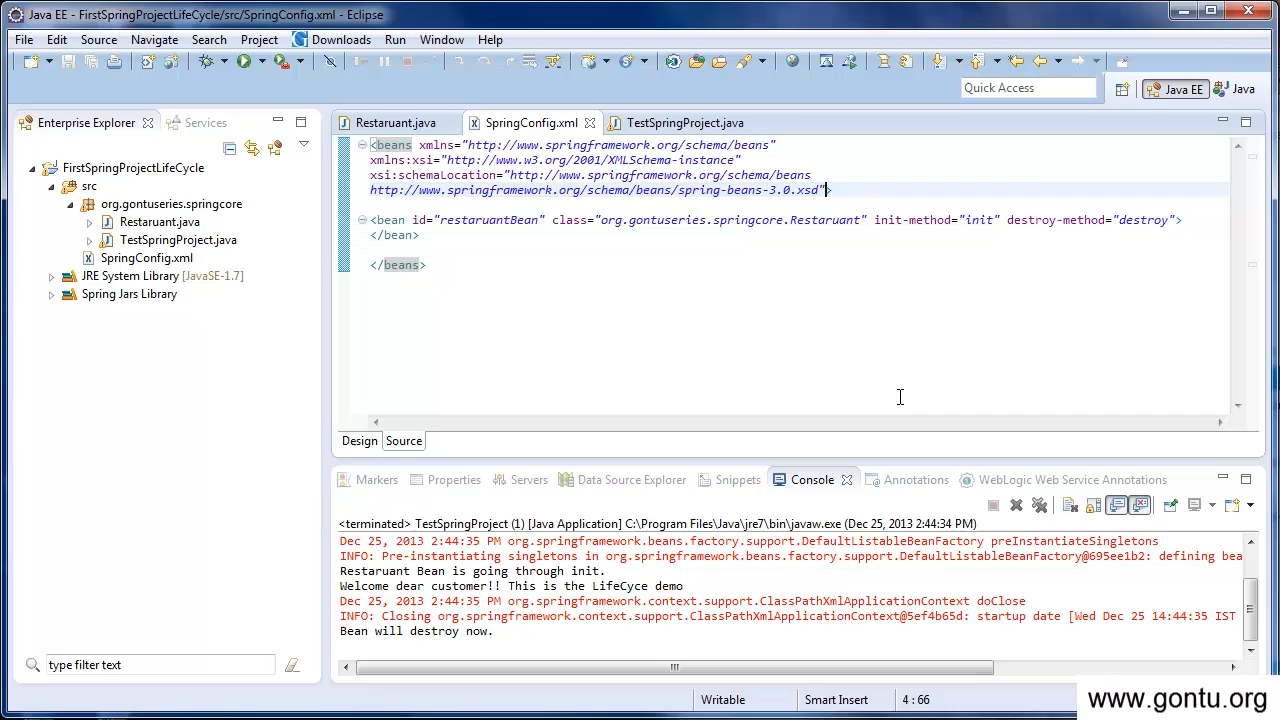 Java EE - FirstSpringProjectLifeCycle/src/SpringConfig.xml - Eclipse
File Edit Source Navigate Search Project Downloads Run Window Help
Quick Access
Java EE
Java
Enterprise Explorer
Services
FirstSpringProjectLifeCycle
src
org.gontuseries.springcore
Restaruant.java
TestSpringProject.java
SpringConfig.xml
JRE System Library [JavaSE-1.7]
Spring Jars Library
type filter text
Restaruant.java
SpringConfig.xml
TestSpringProject.java
<beans xmlns="http://www.springframework.org/schema/beans"
xmlns:xsi="http://www.w3.org/2001/XMLSchema-instance"
xsi:schemaLocation="http://www.springframework.org/schema/beans
http://www.springframework.org/schema/beans/spring-beans-3.0.xsd">
<bean id="restaruantBean" class="org.gontuseries.springcore.Restaruant" init-method="init" destroy-method="destroy">
</bean>
</beans>
Design Source
Markers Properties Servers Data Source Explorer Snippets Console Annotations WebLogic Web Service Annotations
<terminated> TestSpringProject (1) [Java Application] C:\Program Files\Java\jre7\bin\javaw.exe (Dec 25, 2013 2:44:34 PM)
Dec 25, 2013 2:44:35 PM org.springframework.beans.factory.support.DefaultListableBeanFactory preInstantiateSingletons
INFO: Pre-instantiating singletons in org.springframework.beans.factory.support.DefaultListableBeanFactory@695ee1b2: defining bea
Restaruant Bean is going through init.
Welcome dear customer!! This is the LifeCyce demo
Dec 25, 2013 2:44:35 PM org.springframework.context.support.ClassPathXmlApplicationContext doClose
INFO: Closing org.springframework.context.support.ClassPathXmlApplicationContext@5ef4b65d: startup date [Wed Dec 25 14:44:35 IST
Bean will destroy now.
Writable
Smart Insert
4 : 66
www.gontu.org